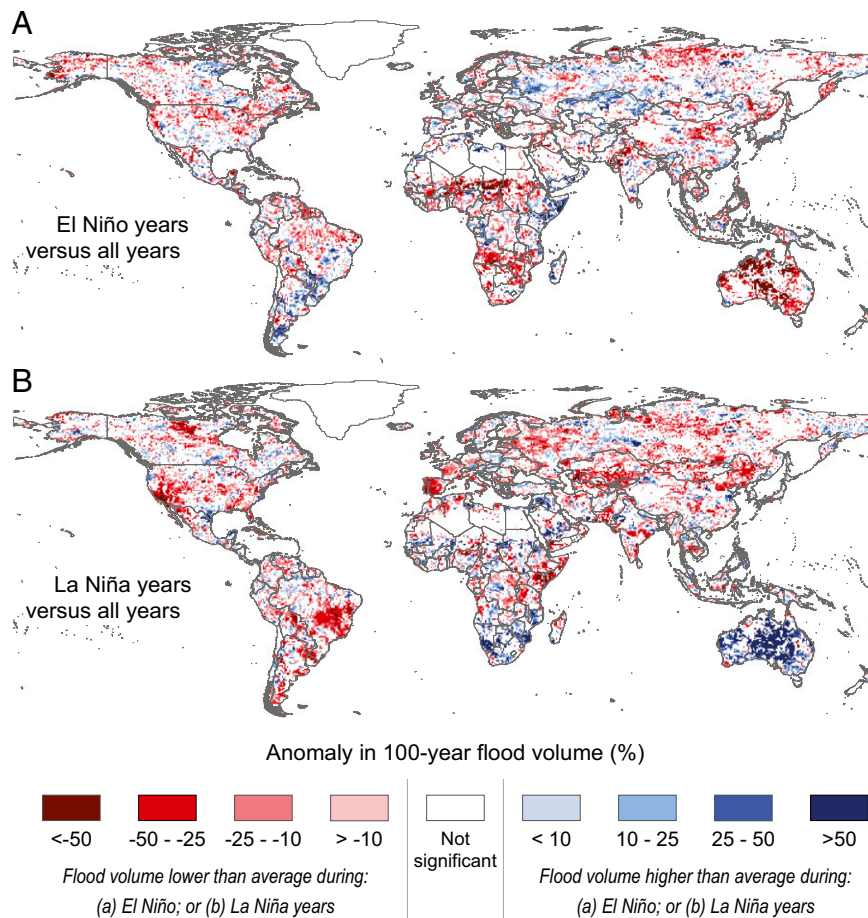 A
El Niño years
versus all years
B
La Niña years
versus all years
Anomaly in 100-year flood volume (%)
<-50
-50 - -25
-25 - -10
> -10
Not
significant
< 10
10 - 25
25 - 50
>50
Flood volume lower than average during:
(a) El Niño; or (b) La Niña years
Flood volume higher than average during:
(a) El Niño; or (b) La Niña years